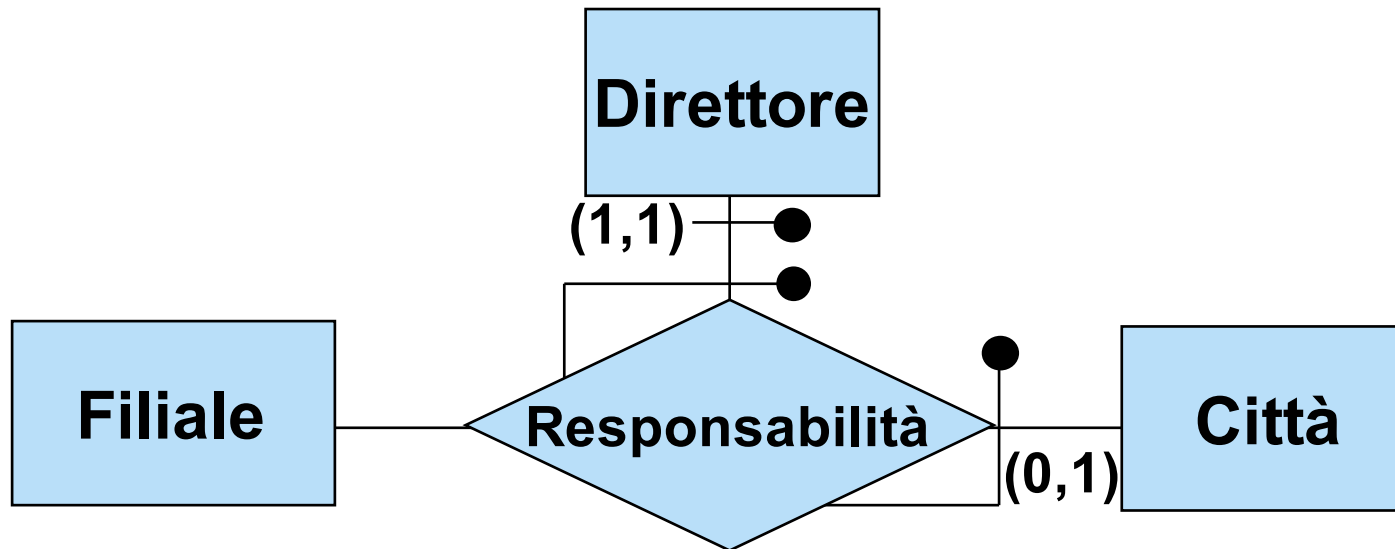 Direttore
(1,1)
Filiale
Responsabilità
Città
(0,1)